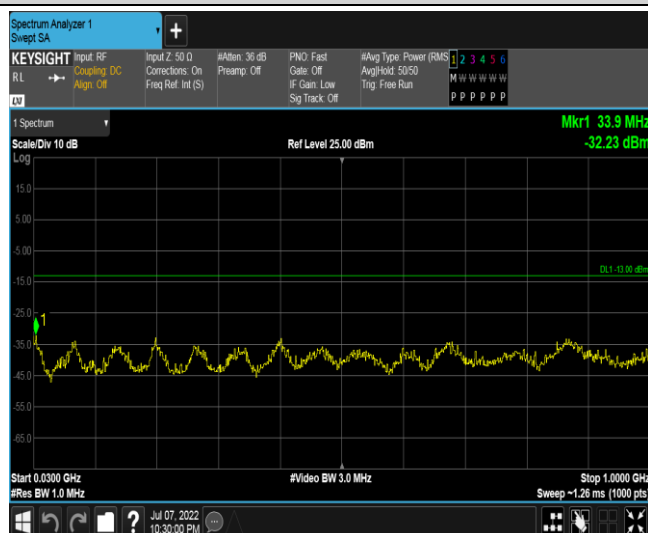 Spectrum Analyzer 1
Swept SA
+
KEYSIGHT
RL
LXI
Input: RF
Coupling: DC
Align: Off
Input Z: 50 Ω
Corrections: On
Freq Ref: Int (S)
#Atten: 36 dB
Preamp: Off
PNO: Fast
Gate: Off
IF Gain: Low
Sig Track: Off
#Avg Type: Power (RMS
Avg|Hold: 50/50
Trig: Free Run
1 2 3 4 5 6
M W W W W W
P P P P P P
1 Spectrum
Mkr1 33.9 MHz
Scale/Div 10 dB
Ref Level 25.00 dBm
-32.23 dBm
Log
15.0
5.00
-5.00
DL1 -13.00 dBm
-15.0
-25.0
1
-35.0
-45.0
-55.0
-65.0
Start 0.0300 GHz
#Video BW 3.0 MHz
Stop 1.0000 GHz
#Res BW 1.0 MHz
Sweep ~1.26 ms (1000 pts)
?
Jul 07, 2022
10:30:00 PM